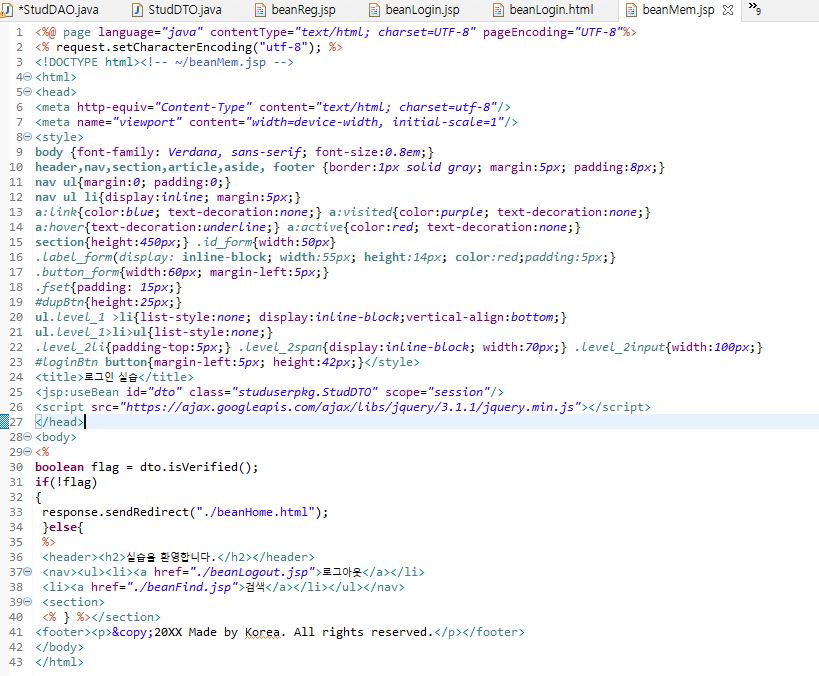 *StudDAO.java StudDTO.java beanReg.jsp beanLogin.jsp beanLogin.html beanMem.jsp »9
1 <%@ page language="java" contentType="text/html; charset=UTF-8" pageEncoding="UTF-8"%>
2 <% request.setCharacterEncoding("utf-8"); %>
3 <!DOCTYPE html><!-- ~/beanMem.jsp -->
4 <html>
5 <head>
6 <meta http-equiv="Content-Type" content="text/html; charset=utf-8"/>
7 <meta name="viewport" content="width=device-width, initial-scale=1"/>
8 <style>
9 body {font-family: Verdana, sans-serif; font-size:0.8em;}
10 header,nav,section,article,aside, footer {border:1px solid gray; margin:5px; padding:8px;}
11 nav ul{margin:0; padding:0;}
12 nav ul li{display:inline; margin:5px;}
13 a:link{color:blue; text-decoration:none;} a:visited{color:purple; text-decoration:none;}
14 a:hover{text-decoration:underline;} a:active{color:red; text-decoration:none;}
15 section{height:450px;} .id_form{width:50px}
16 .label_form(display: inline-block; width:55px; height:14px; color:red;padding:5px;}
17 .button_form{width:60px; margin-left:5px;}
18 .fset{padding: 15px;}
19 #dupBtn{height:25px;}
20 ul.level_1 >li{list-style:none; display:inline-block;vertical-align:bottom;}
21 ul.level_1>li>ul{list-style:none;}
22 .level_2li{padding-top:5px;} .level_2span{display:inline-block; width:70px;} .level_2input{width:100px;}
23 #loginBtn button{margin-left:5px; height:42px;}</style>
24 <title>로그인 실습</title>
25 <jsp:useBean id="dto" class="studuserpkg.StudDTO" scope="session"/>
26 <script src="https://ajax.googleapis.com/ajax/libs/jquery/3.1.1/jquery.min.js"></script>
27 </head>
28 <body>
29 <%
30 boolean flag = dto.isVerified();
31 if(!flag)
32 {
33 response.sendRedirect("./beanHome.html");
34 }else{
35 %>
36 <header><h2>실습을 환영합니다.</h2></header>
37 <nav><ul><li><a href="./beanLogout.jsp">로그아웃</a></li>
38 <li><a href="./beanFind.jsp">검색</a></li></ul></nav>
39 <section>
40 <% } %></section>
41 <footer><p>&copy;20XX Made by Korea. All rights reserved.</p></footer>
42 </body>
43 </html>